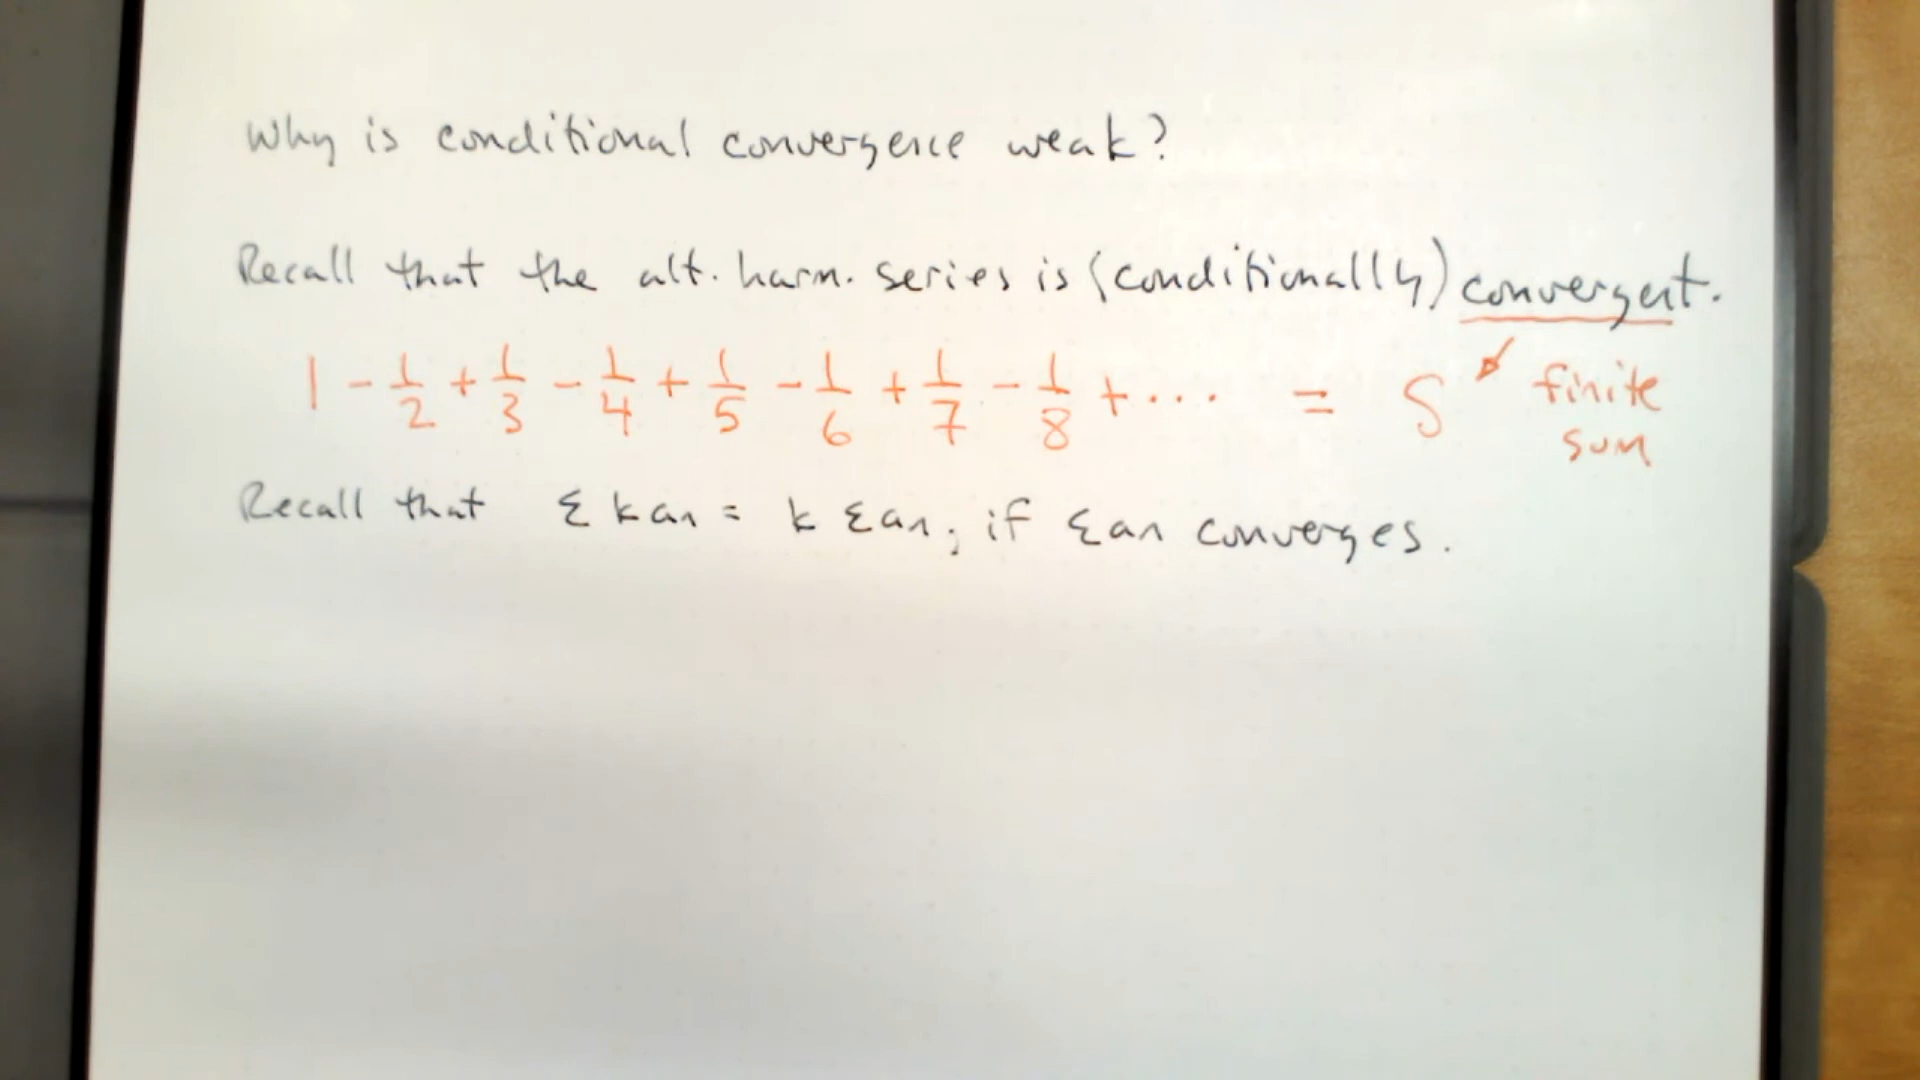 Why is conditional convergence weak?
Recall that the alt. harm. series is (conditionally) convergent.
1 - 1/2 + 1/3 - 1/4 + 1/5 - 1/6 + 1/7 - 1/8 + ... = S finite sum
Recall that Σ k an = k Σ an, if Σ an converges.